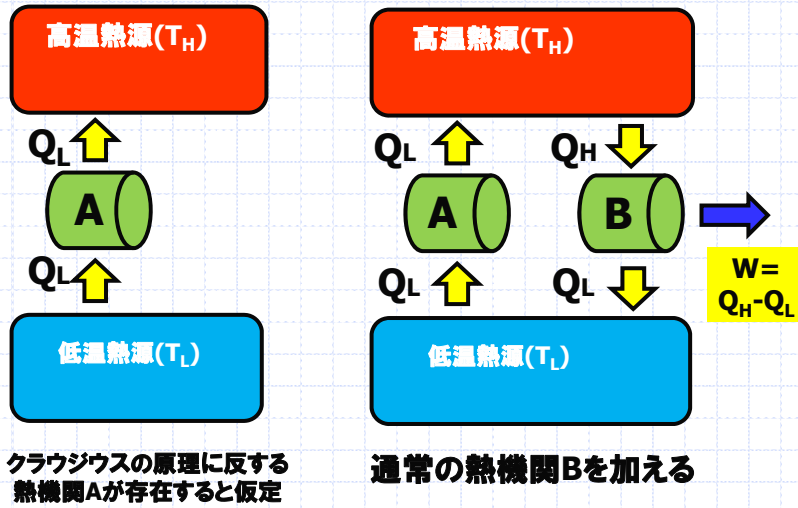 高温熱源(TH)
QL
A
QL
低温熱源(TL)
クラウジウスの原理に反する
熱機関Aが存在すると仮定
高温熱源(TH)
QL
QH
A
B
QL
QL
W=
QH-QL
低温熱源(TL)
通常の熱機関Bを加える